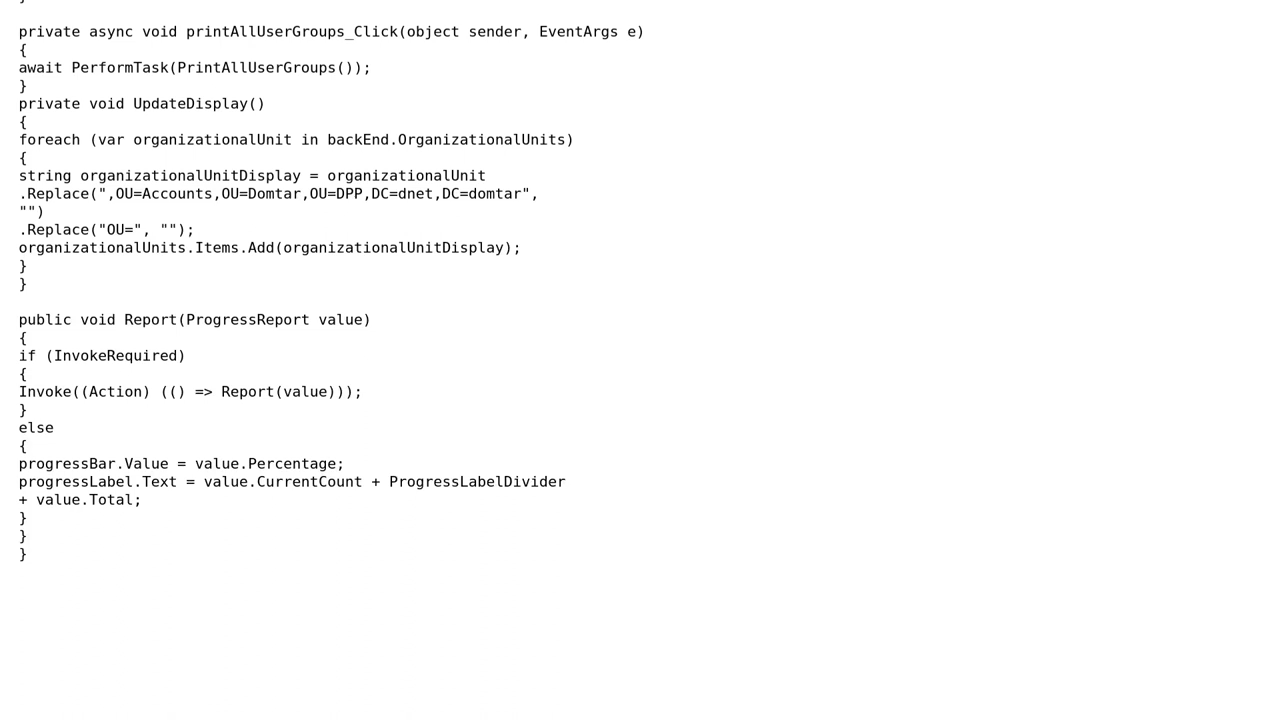 private async void printAllUserGroups_Click(object sender, EventArgs e)
{
await PerformTask(PrintAllUserGroups());
}
private void UpdateDisplay()
{
foreach (var organizationalUnit in backEnd.OrganizationalUnits)
{
string organizationalUnitDisplay = organizationalUnit
.Replace(",OU=Accounts,OU=Domtar,OU=DPP,DC=dnet,DC=domtar",
"")
.Replace("OU=", "");
organizationalUnits.Items.Add(organizationalUnitDisplay);
}
}

public void Report(ProgressReport value)
{
if (InvokeRequired)
{
Invoke((Action) (() => Report(value)));
}
else
{
progressBar.Value = value.Percentage;
progressLabel.Text = value.CurrentCount + ProgressLabelDivider
+ value.Total;
}
}
}